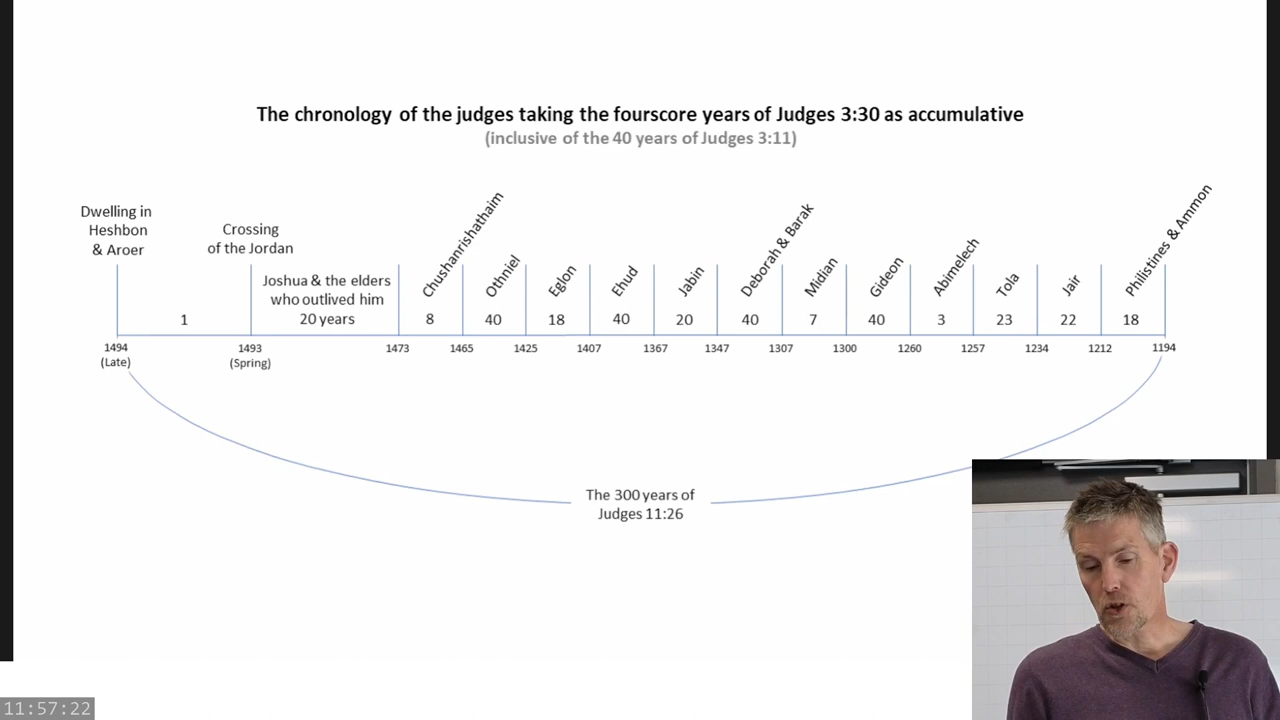 The chronology of the judges taking the fourscore years of Judges 3:30 as accumulative
(inclusive of the 40 years of Judges 3:11)
Dwelling in
Heshbon
& Aroer
Crossing
of the Jordan
Joshua & the elders
who outlived him
20 years
Chushanrishathaim
Othniel
Eglon
Ehud
Jabin
Deborah & Barak
Midian
Gideon
Abimelech
Tola
Jair
Philistines & Ammon
1
8
40
18
40
20
40
7
40
3
23
22
18
1494
(Late)
1493
(Spring)
1473
1465
1425
1407
1367
1347
1307
1300
1260
1257
1234
1212
1194
The 300 years of
Judges 11:26
11:57:22